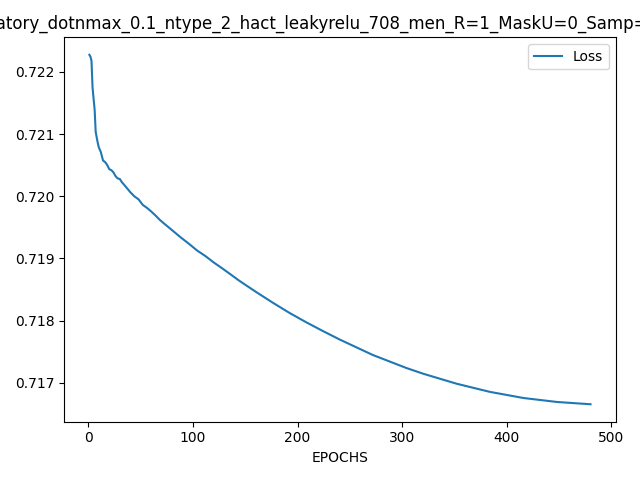 atory_dotnmax_0.1_ntype_2_hact_leakyrelu_708_men_R=1_MaskU=0_Samp=
Loss
0.722
0.721
0.720
0.719
0.718
0.717
0 100 200 300 400 500
EPOCHS